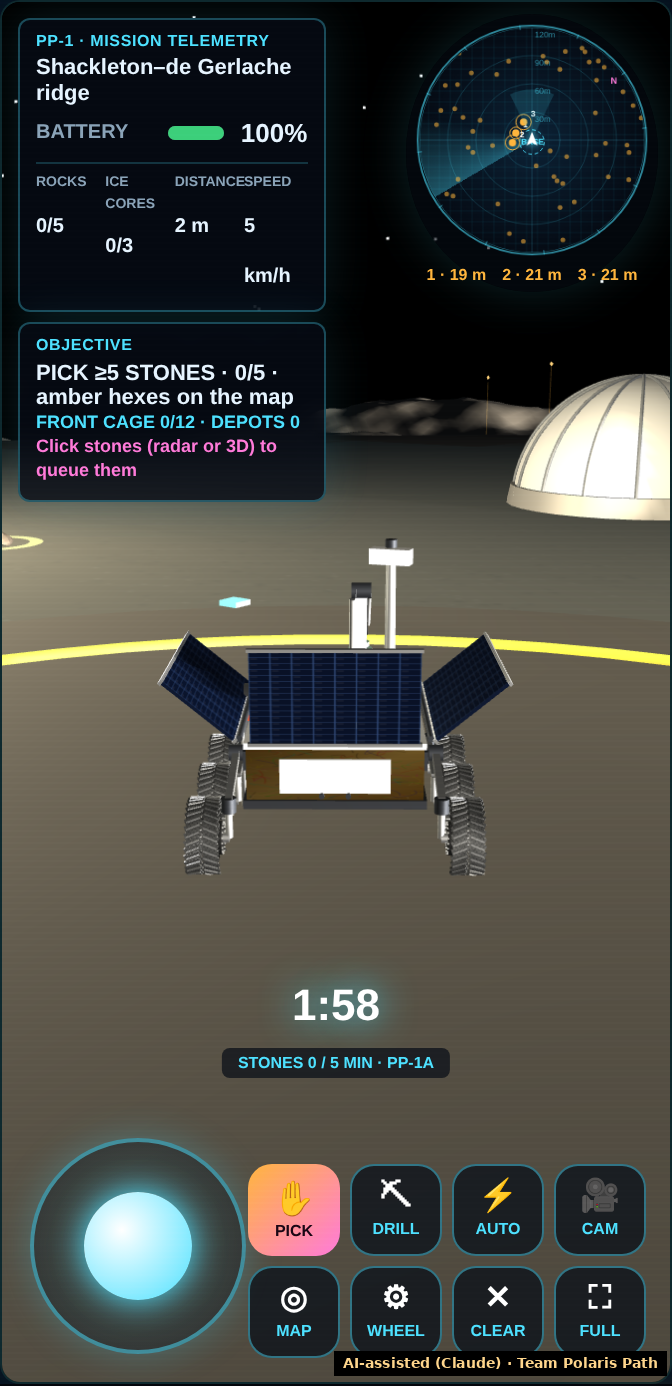 PP-1 · MISSION TELEMETRY
Shackleton–de Gerlache
ridge
BATTERY 100%
ROCKS ICE CORES DISTANCE SPEED
0/5 0/3 2 m 5 km/h
120m
90m
60m
30m
N
3
2
1 · 19 m 2 · 21 m 3 · 21 m
OBJECTIVE
PICK ≥5 STONES · 0/5 ·
amber hexes on the map
FRONT CAGE 0/12 · DEPOTS 0
Click stones (radar or 3D) to
queue them
1:58
STONES 0 / 5 MIN · PP-1A
PICK DRILL AUTO CAM
MAP WHEEL CLEAR FULL
AI-assisted (Claude) · Team Polaris Path